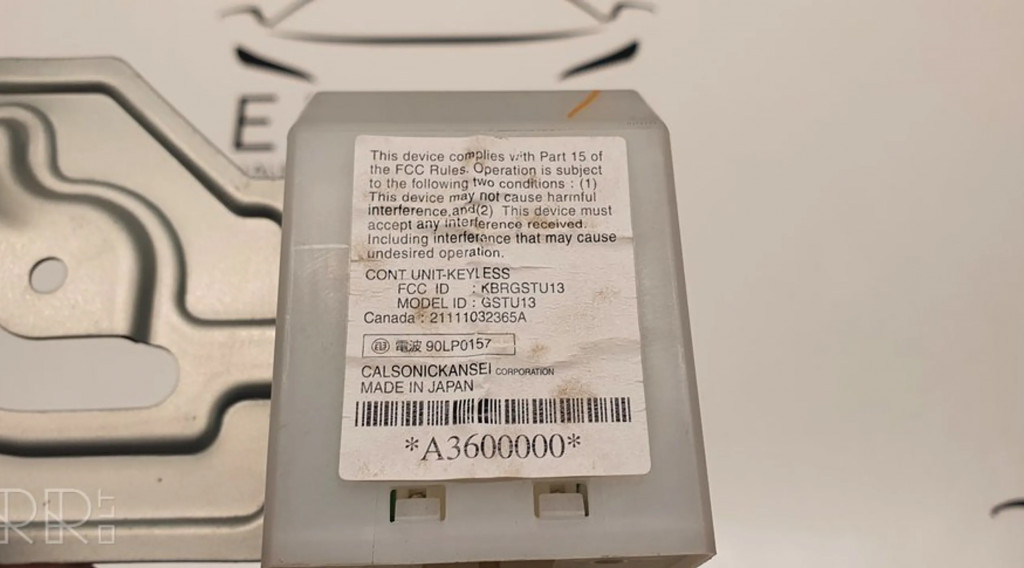 E
This device complies with Part 15 of
the FCC Rules. Operation is subject
to the following two conditions : (1)
This device may not cause harmful
interference,and(2) This device must
accept any interference received.
Including interference that may cause
undesired operation.
CONT UNIT-KEYLESS
FCC ID : KBRGSTU13
MODEL ID : GSTU13
Canada : 21111032365A
電波 90LP0157
CALSONICKANSEI CORPORATION
MADE IN JAPAN
*A3600000*
RRR.LT